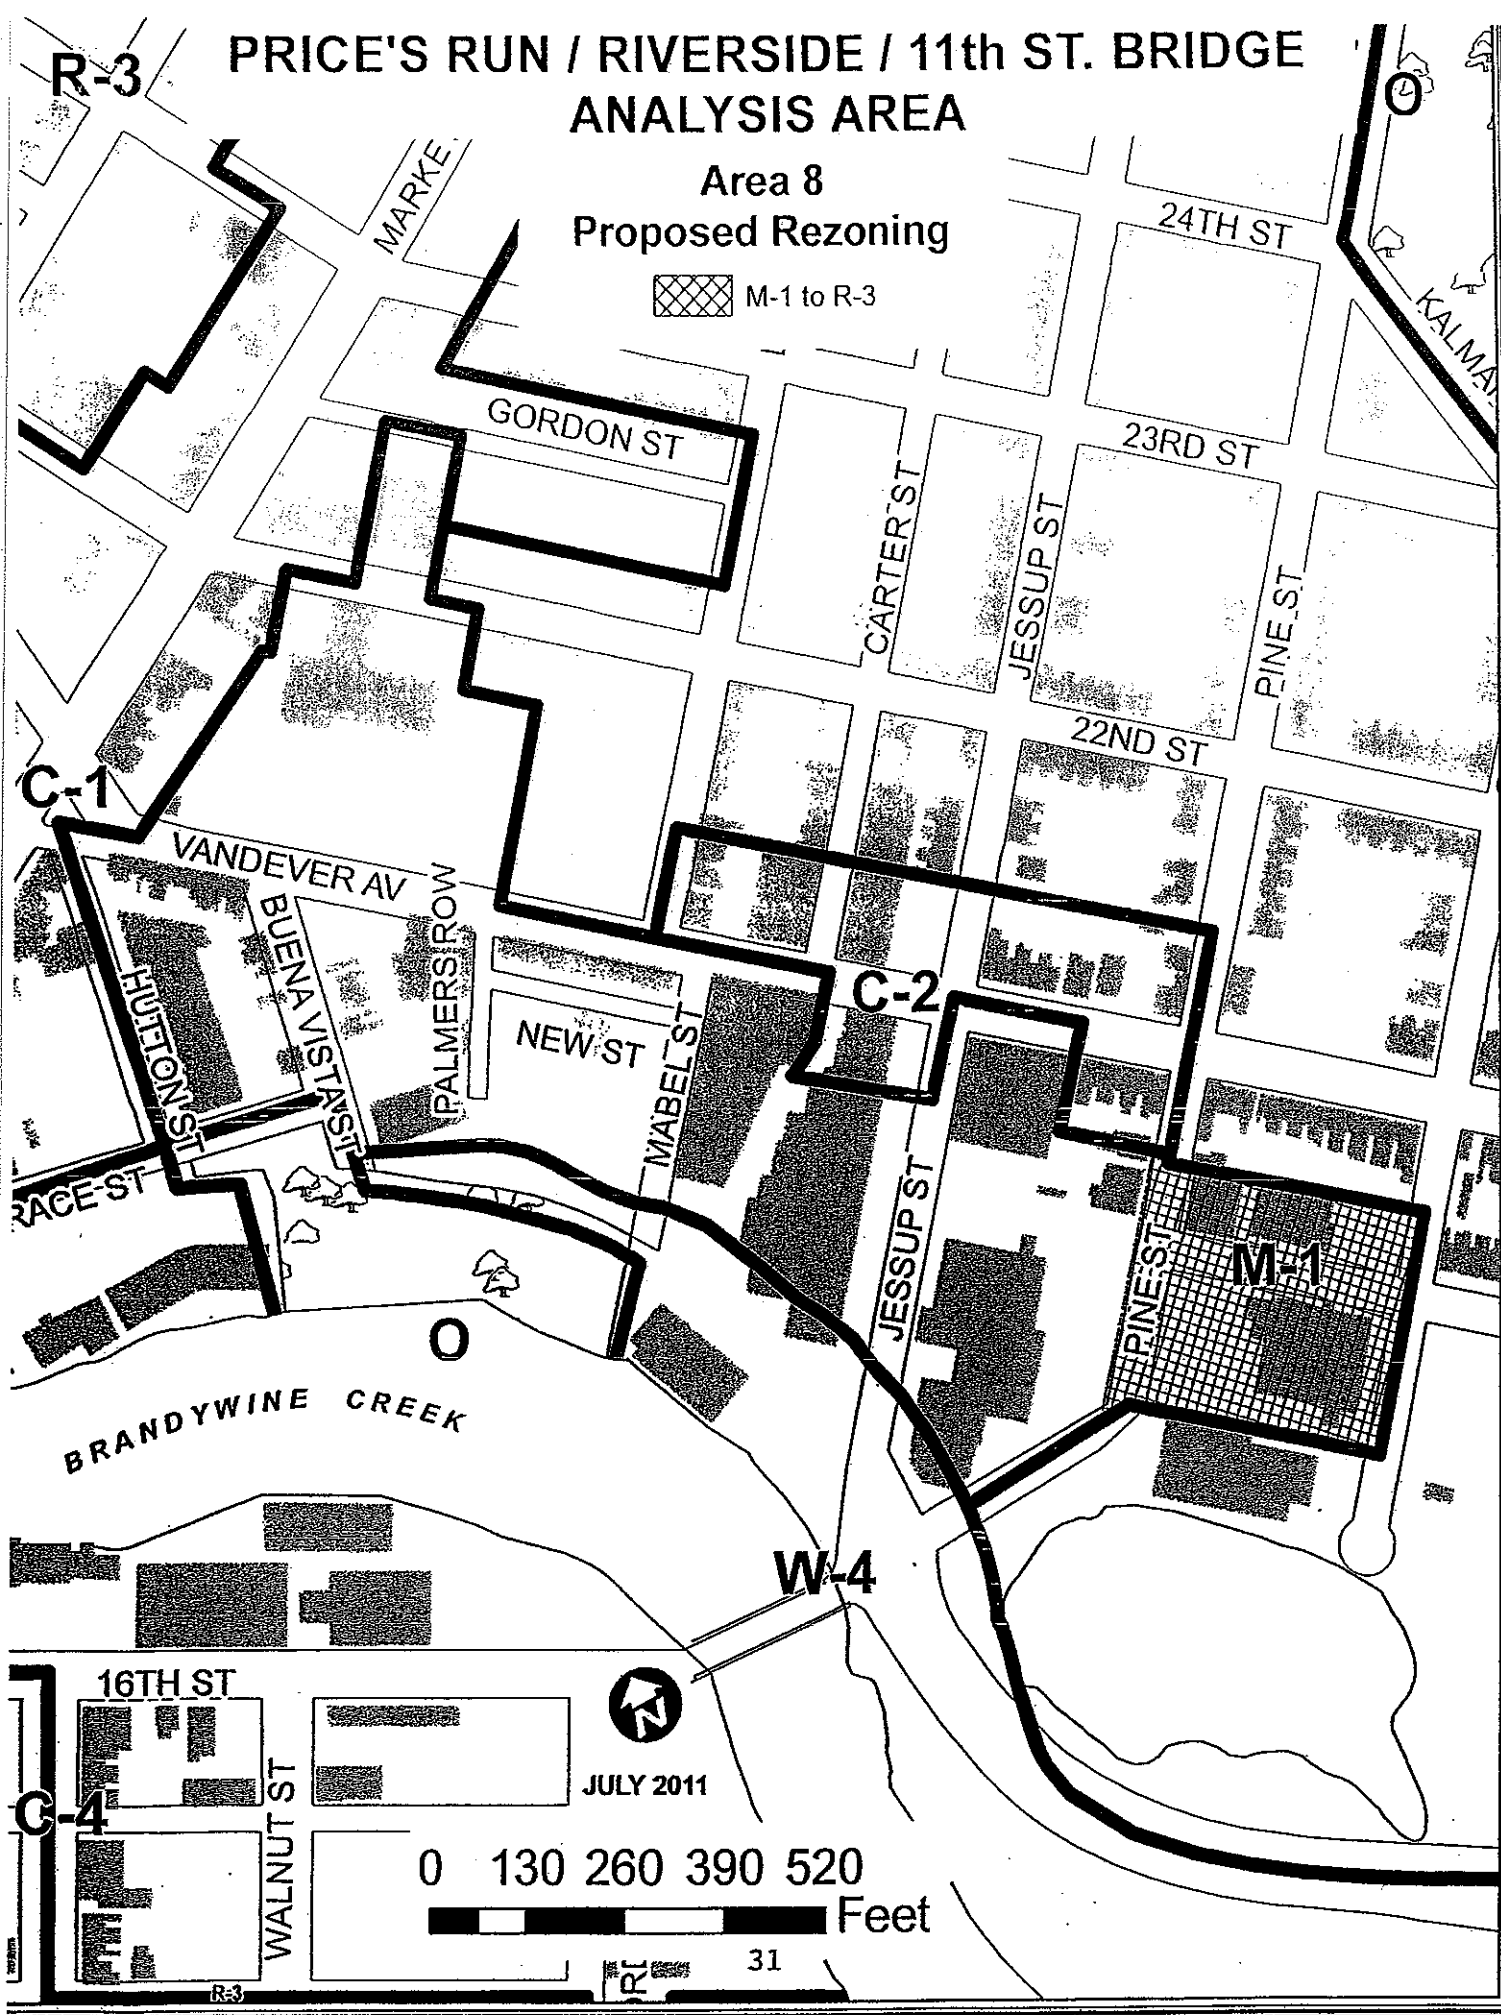 PRICE'S RUN / RIVERSIDE / 11th ST. BRIDGE
ANALYSIS AREA
Area 8
Proposed Rezoning
M-1 to R-3
R-3
O
MARKE
24TH ST
KALMA
GORDON ST
23RD ST
CARTER ST
JESSUP ST
PINE ST
22ND ST
C-1
VANDEVER AV
BUENA VISTA ST
PALMERS ROW
HUTTON ST
NEW ST
MABEL ST
C-2
RACE ST
JESSUP ST
PINE ST
M-1
O
BRANDYWINE CREEK
W-4
16TH ST
N
JULY 2011
C-4
WALNUT ST
0 130 260 390 520
Feet
31
R-3